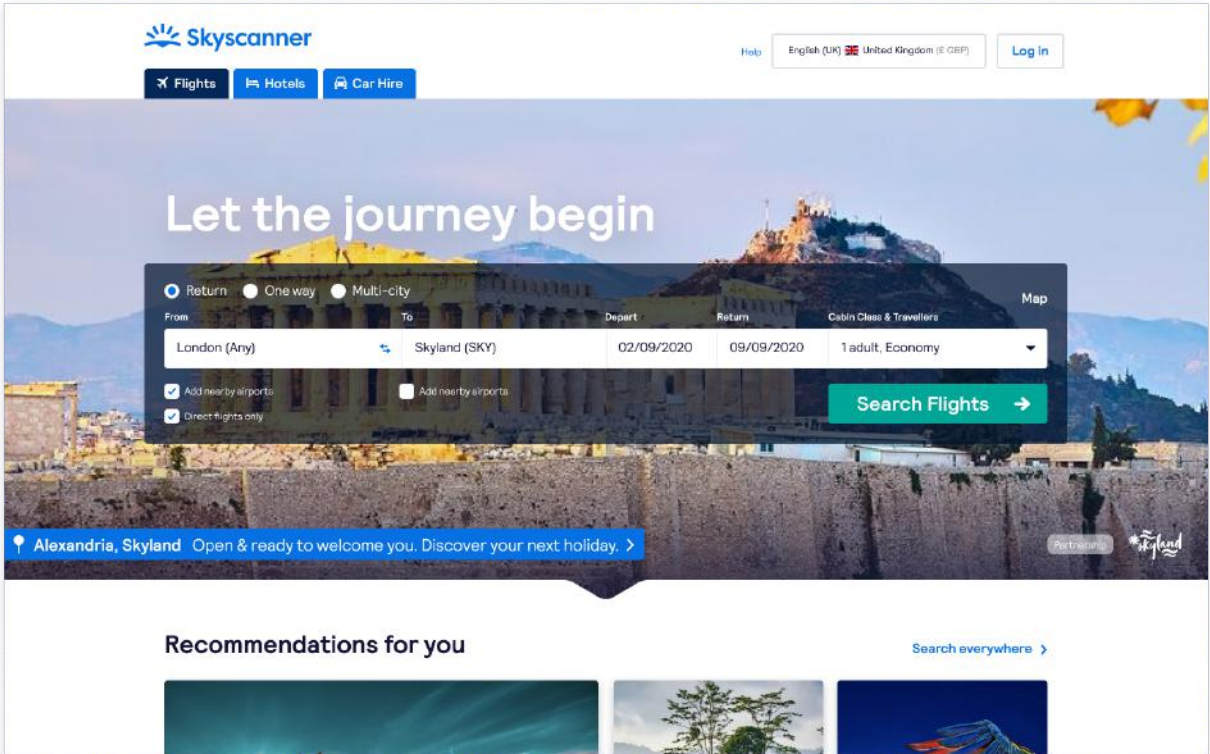 Skyscanner
Help English (UK) United Kingdom (£ GBP) Log in
Flights Hotels Car Hire
Let the journey begin
Return One way Multi-city
Map
From To Depart Return Cabin Class & Travellers
London (Any) Skyland (SKY) 02/09/2020 09/09/2020 1 adult, Economy
Add nearby airports Add nearby airports
Search Flights
Direct flights only
Alexandria, Skyland Open & ready to welcome you. Discover your next holiday.
Partnership skyland
Recommendations for you
Search everywhere